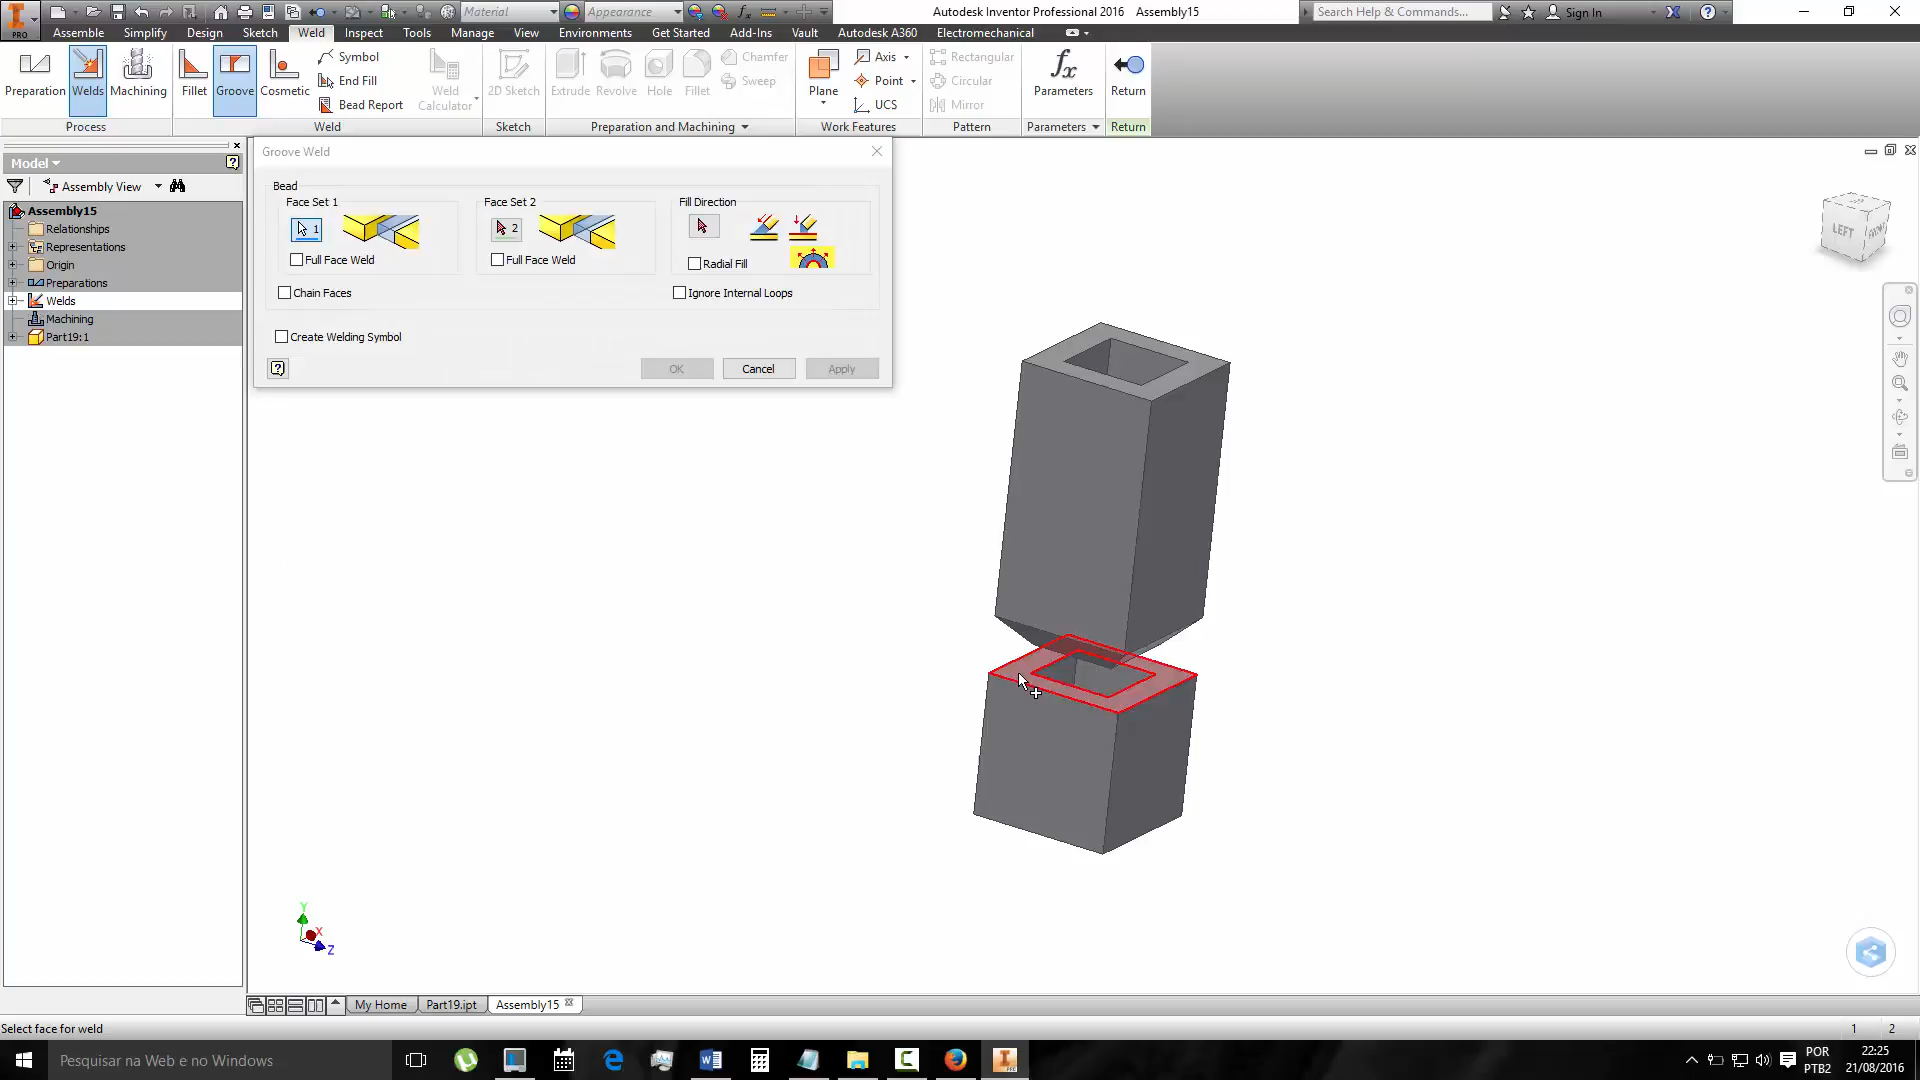 Material
Appearance
Autodesk Inventor Professional 2016 Assembly15
Search Help & Commands...
Sign In
PRO
Assemble Simplify Design Sketch Weld Inspect Tools Manage View Environments Get Started Add-Ins Vault Autodesk A360 Electromechanical
Preparation
Welds
Machining
Fillet
Groove
Cosmetic
Symbol
End Fill
Bead Report
Weld
Calculator
2D Sketch
Extrude
Revolve
Hole
Fillet
Chamfer
Sweep
Plane
Axis
Point
UCS
Rectangular
Circular
Mirror
Parameters
Return
Process
Weld
Sketch
Preparation and Machining
Work Features
Pattern
Parameters
Return
Model
Assembly View
Assembly15
Relationships
Representations
Origin
Preparations
Welds
Machining
Part19:1
Groove Weld
Bead
Face Set 1
1
Full Face Weld
Face Set 2
2
Full Face Weld
Fill Direction
Radial Fill
Chain Faces
Ignore Internal Loops
Create Welding Symbol
OK
Cancel
Apply
LEFT
Y
X
Z
My Home
Part19.ipt
Assembly15
Select face for weld
1 2
Pesquisar na Web e no Windows
POR
PTB2
22:25
21/08/2016